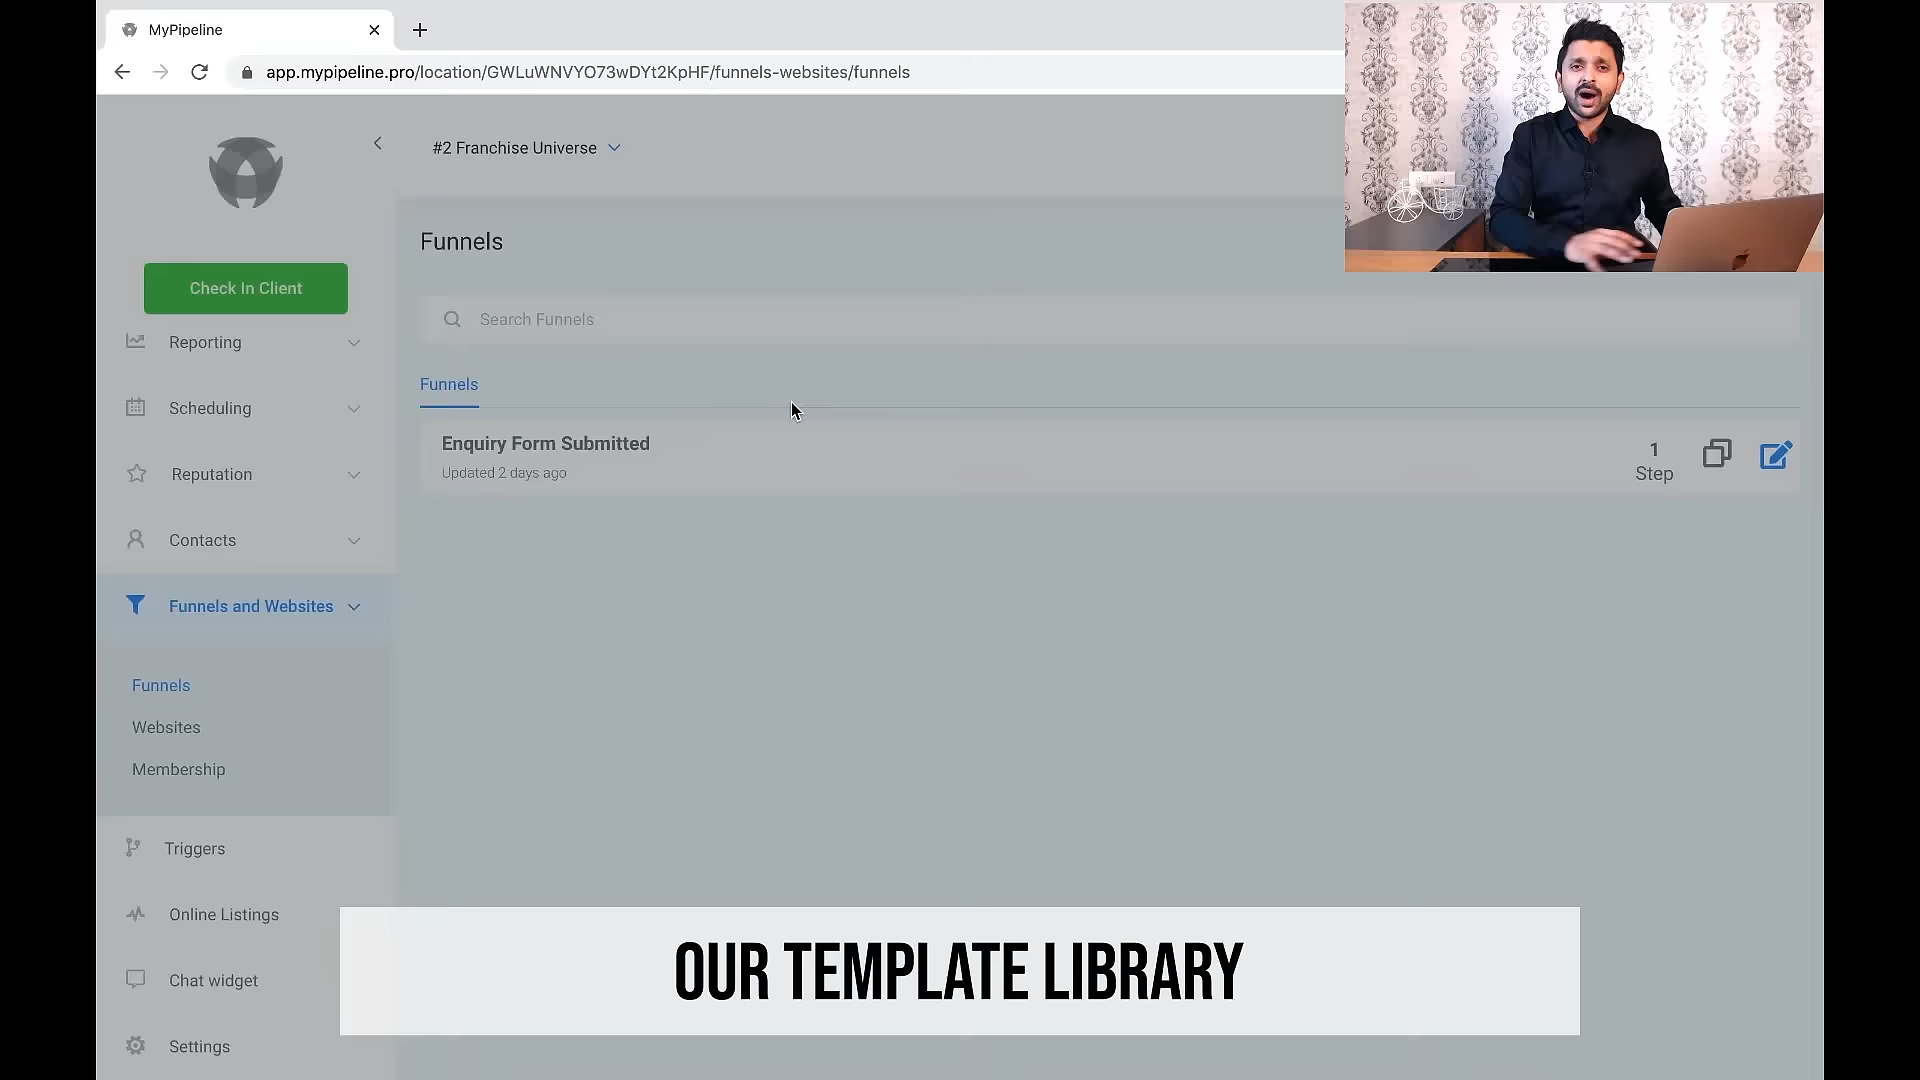 MyPipeline
app.mypipeline.pro/location/GWLuWNVYO73wDYt2KpHF/funnels-websites/funnels
#2 Franchise Universe
Check In Client
Reporting
Scheduling
Reputation
Contacts
Funnels and Websites
Funnels
Websites
Membership
Triggers
Online Listings
Chat widget
Settings
Funnels
Search Funnels
Funnels
Enquiry Form Submitted
Updated 2 days ago
1
Step
OUR TEMPLATE LIBRARY